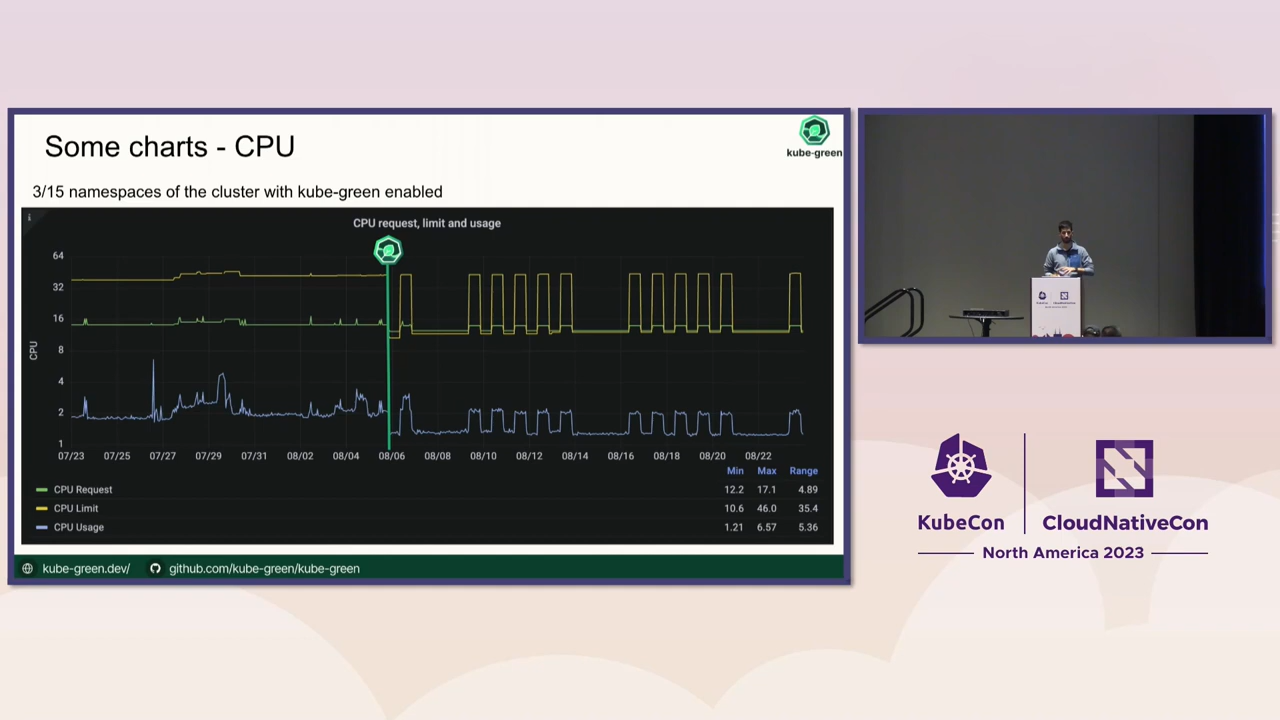 Some charts - CPU
kube-green
3/15 namespaces of the cluster with kube-green enabled
i
CPU request, limit and usage
64
32
16
8
4
2
1
CPU
07/23 07/25 07/27 07/29 07/31 08/02 08/04 08/06 08/08 08/10 08/12 08/14 08/16 08/18 08/20 08/22
Min Max Range
CPU Request 12.2 17.1 4.89
CPU Limit 10.6 46.0 35.4
CPU Usage 1.21 6.57 5.36
kube-green.dev/ github.com/kube-green/kube-green
KubeCon CloudNativeCon
North America 2023